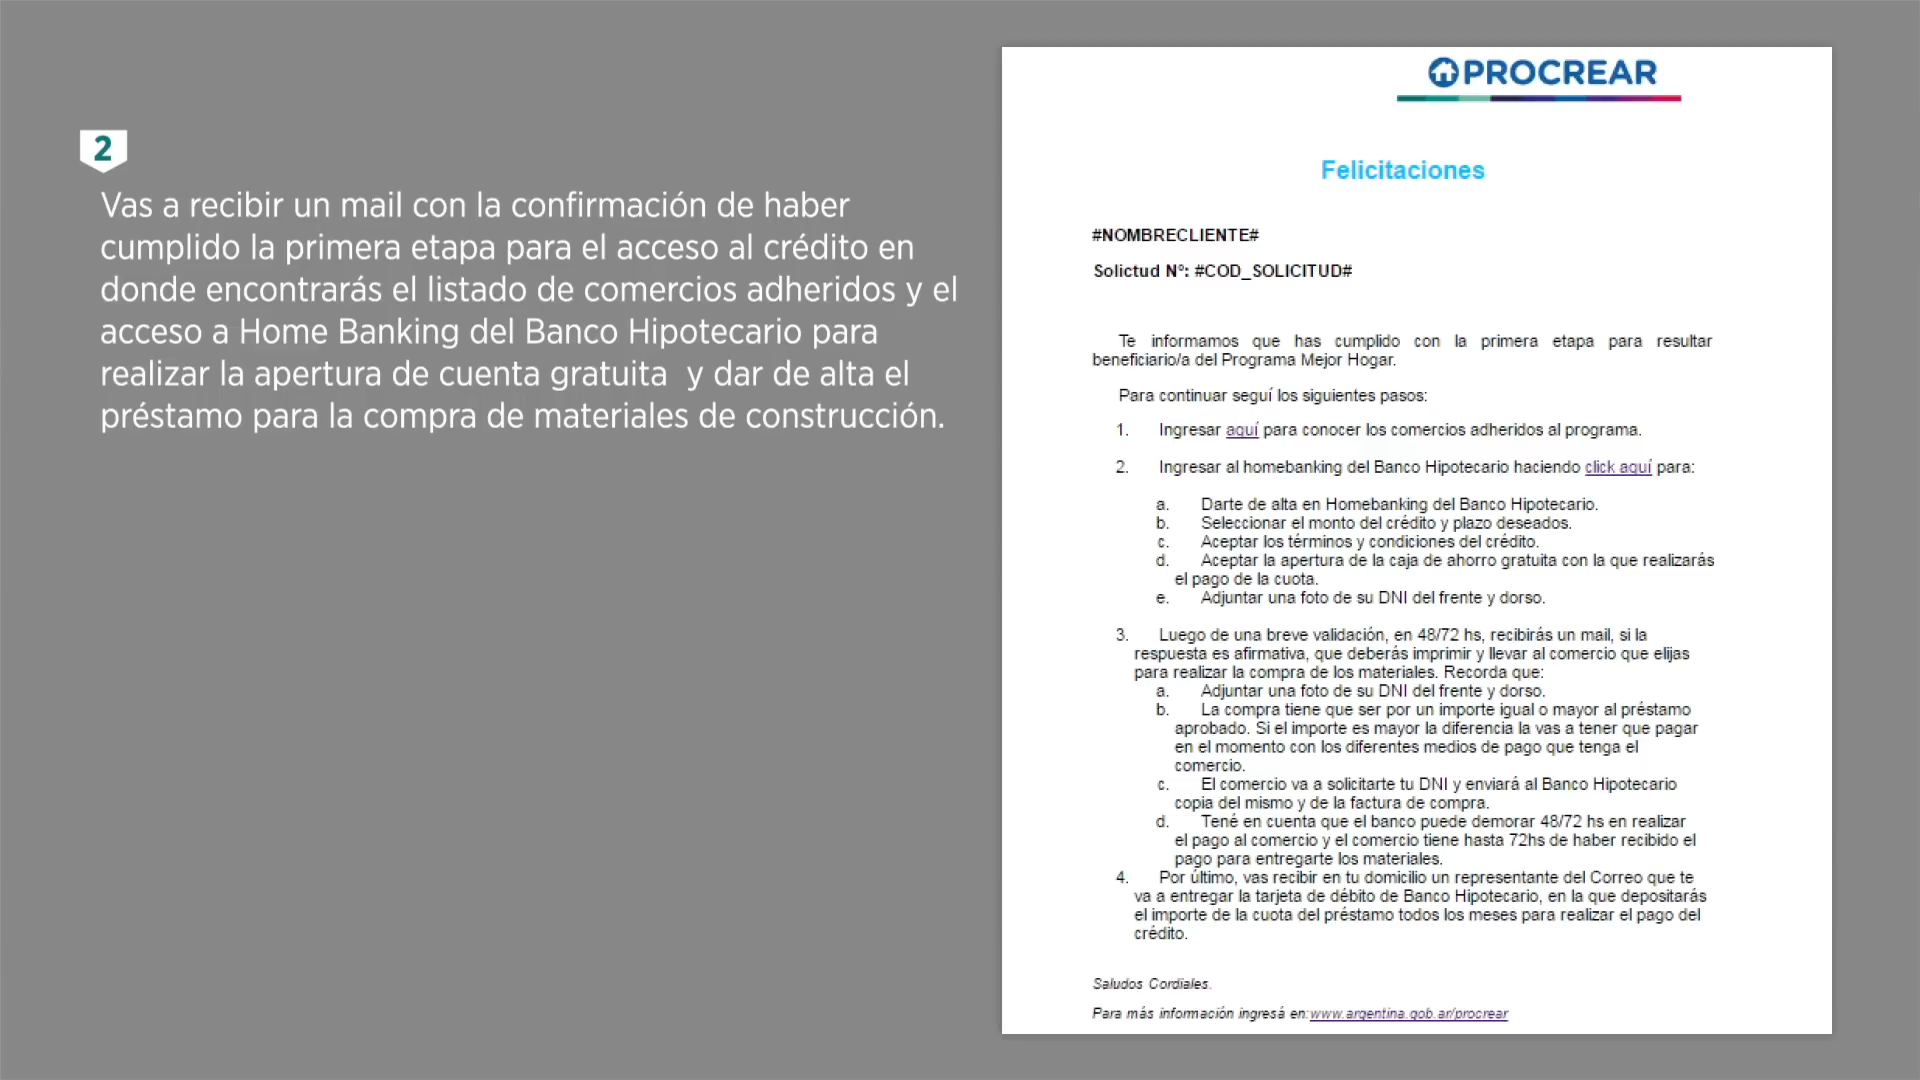 2
Vas a recibir un mail con la confirmación de haber
cumplido la primera etapa para el acceso al crédito en
donde encontrarás el listado de comercios adheridos y el
acceso a Home Banking del Banco Hipotecario para
realizar la apertura de cuenta gratuita y dar de alta el
préstamo para la compra de materiales de construcción.
PROCREAR
Felicitaciones
#NOMBRECLIENTE#
Solictud Nº: #COD_SOLICITUD#
Te informamos que has cumplido con la primera etapa para resultar
beneficiario/a del Programa Mejor Hogar.
Para continuar seguí los siguientes pasos:
1. Ingresar aquí para conocer los comercios adheridos al programa.
2. Ingresar al homebanking del Banco Hipotecario haciendo click aquí para:
a. Darte de alta en Homebanking del Banco Hipotecario.
b. Seleccionar el monto del crédito y plazo deseados.
c. Aceptar los términos y condiciones del crédito.
d. Aceptar la apertura de la caja de ahorro gratuita con la que realizarás
el pago de la cuota.
e. Adjuntar una foto de su DNI del frente y dorso.
3. Luego de una breve validación, en 48/72 hs, recibirás un mail, si la
respuesta es afirmativa, que deberás imprimir y llevar al comercio que elijas
para realizar la compra de los materiales. Recorda que:
a. Adjuntar una foto de su DNI del frente y dorso.
b. La compra tiene que ser por un importe igual o mayor al préstamo
aprobado. Si el importe es mayor la diferencia la vas a tener que pagar
en el momento con los diferentes medios de pago que tenga el
comercio.
c. El comercio va a solicitarte tu DNI y enviará al Banco Hipotecario
copia del mismo y de la factura de compra.
d. Tené en cuenta que el banco puede demorar 48/72 hs en realizar
el pago al comercio y el comercio tiene hasta 72hs de haber recibido el
pago para entregarte los materiales.
4. Por último, vas recibir en tu domicilio un representante del Correo que te
va a entregar la tarjeta de débito de Banco Hipotecario, en la que depositarás
el importe de la cuota del préstamo todos los meses para realizar el pago del
crédito.
Saludos Cordiales.
Para más información ingresá en:www.argentina.gob.ar/procrear